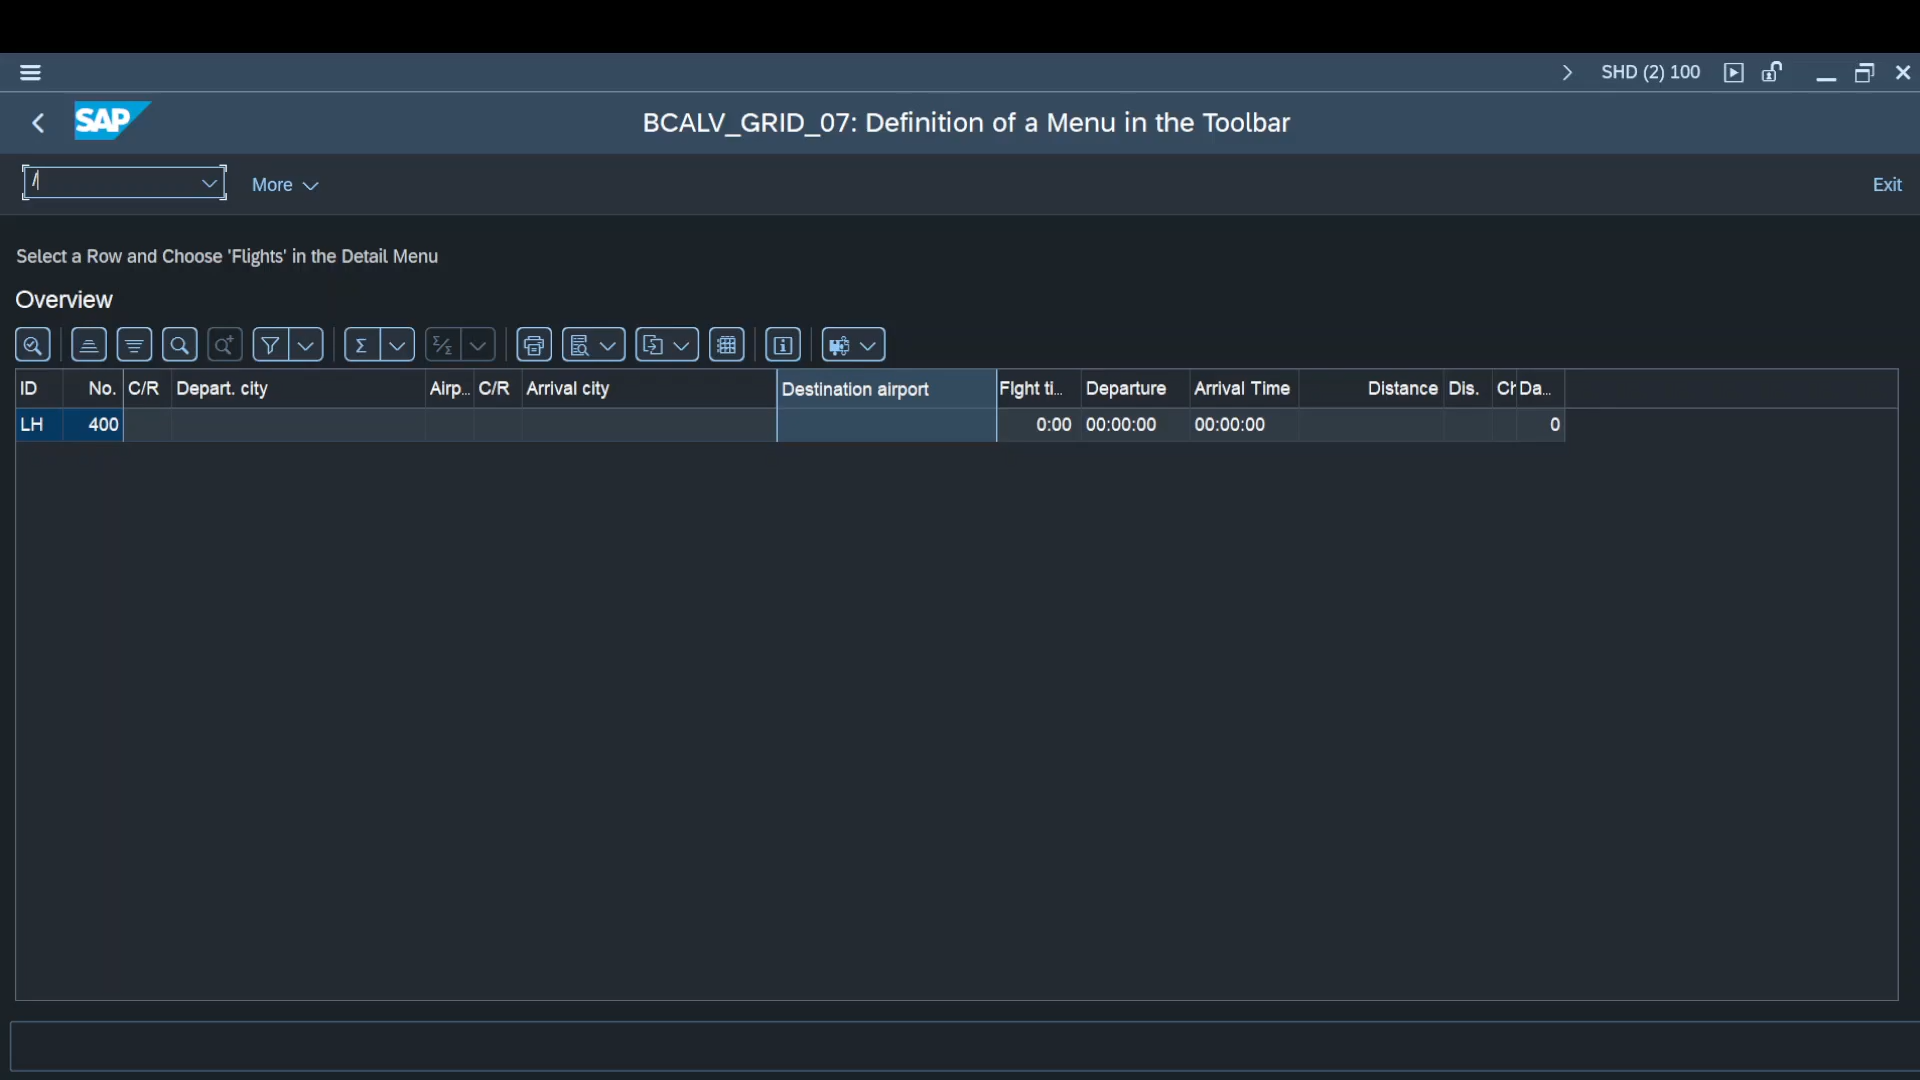 SHD (2) 100
SAP
BCALV_GRID_07: Definition of a Menu in the Toolbar
/
More
Exit
Select a Row and Choose 'Flights' in the Detail Menu
Overview
ID No. C/R Depart. city Airp... C/R Arrival city Destination airport Flght ti... Departure Arrival Time Distance Dis. Ch Da...
LH 400 0:00 00:00:00 00:00:00 0